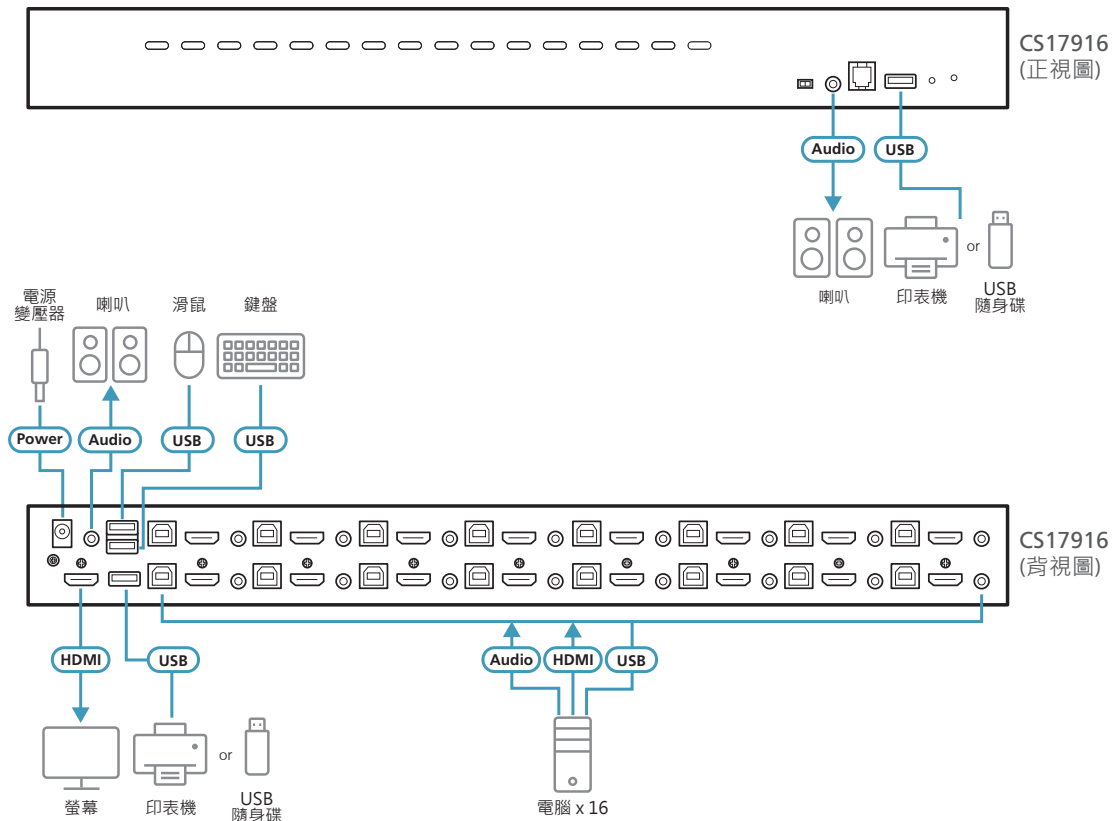 CS17916
(正視圖)
Audio
USB
or
喇叭
印表機
USB
隨身碟
電源
變壓器
喇叭
滑鼠
鍵盤
Power
Audio
USB
USB
CS17916
(背視圖)
HDMI
USB
Audio
HDMI
USB
or
螢幕
印表機
USB
隨身碟
電腦 x 16